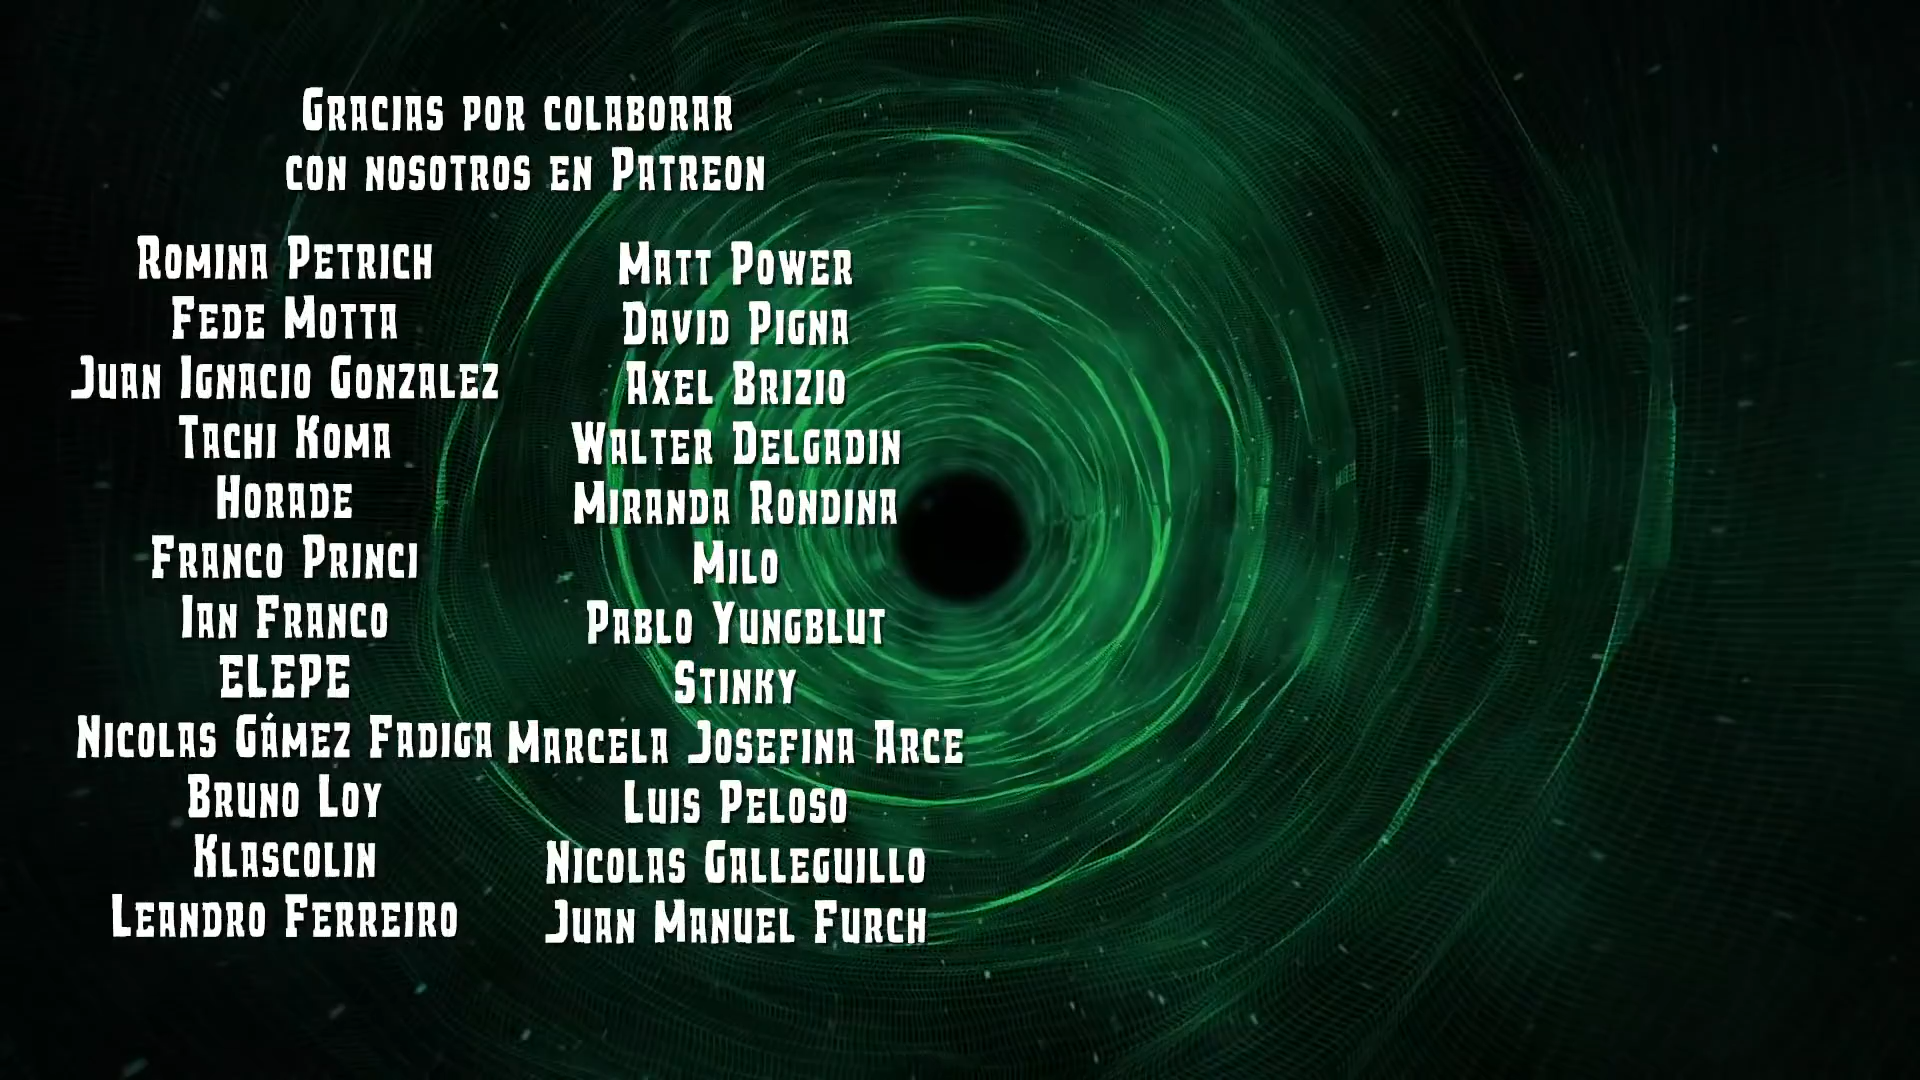 Gracias por colaborar
con nosotros en Patreon
Romina Petrich
Fede Motta
Juan Ignacio Gonzalez
Tachi Koma
Horade
Franco Princi
Ian Franco
ELEPE
Nicolas Gámez Fadiga
Bruno Loy
Klascolin
Leandro Ferreiro
Matt Power
David Pigna
Axel Brizio
Walter Delgadin
Miranda Rondina
Milo
Pablo Yungblut
Stinky
Marcela Josefina Arce
Luis Peloso
Nicolas Galleguillo
Juan Manuel Furch